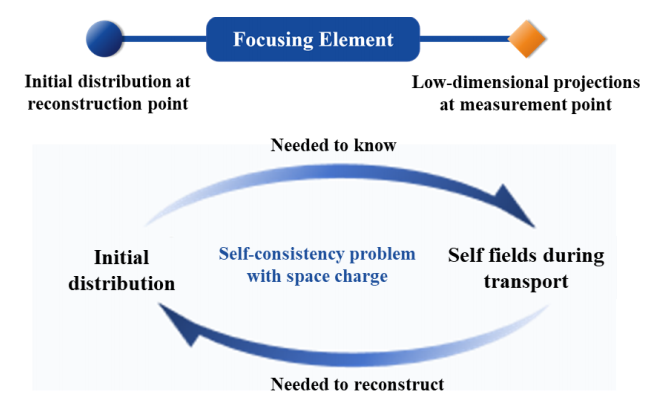 Focusing Element
Initial distribution at
reconstruction point
Low-dimensional projections
at measurement point
Needed to know
Initial
distribution
Self-consistency problem
with space charge
Self fields during
transport
Needed to reconstruct